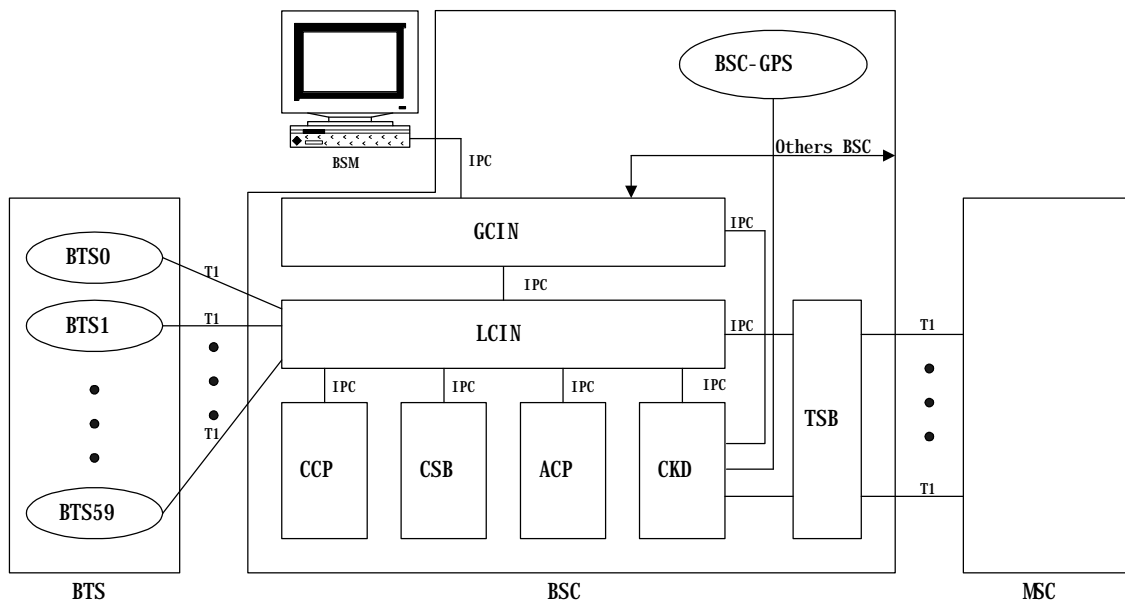 BSC-GPS
Others BSC
BSM
IPC
GCIN
IPC
BTS0
T1
IPC
BTS1
T1
LCIN
IPC
T1
IPC
IPC
IPC
IPC
T1
CCP
CSB
ACP
CKD
TSB
BTS59
T1
BTS
BSC
MSC